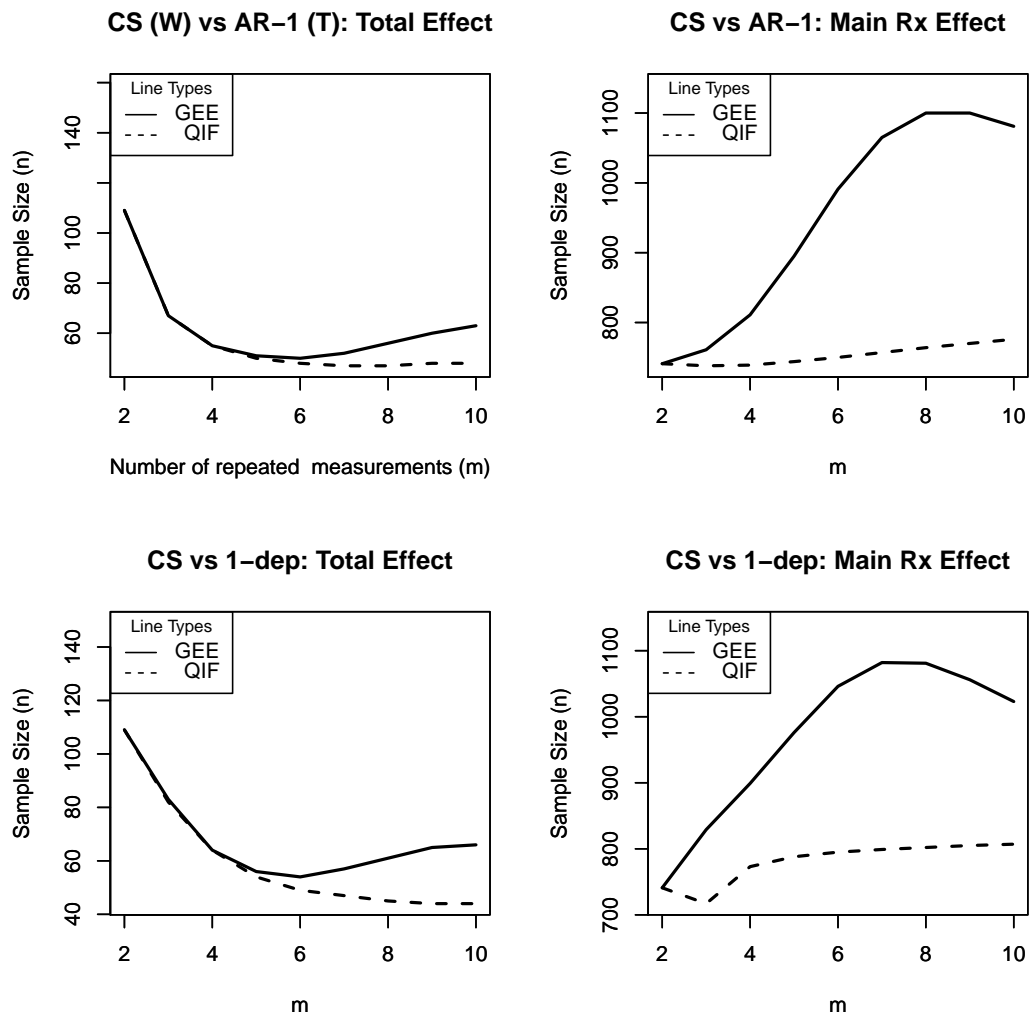 CS (W) vs AR−1 (T): Total Effect
Line Types
GEE
QIF
Sample Size (n)
60
80
100
140
2
4
6
8
10
Number of repeated measurements (m)
CS vs AR−1: Main Rx Effect
Line Types
GEE
QIF
Sample Size (n)
800
900
1000
1100
2
4
6
8
10
m
CS vs 1−dep: Total Effect
Line Types
GEE
QIF
Sample Size (n)
40
60
80
100
120
140
2
4
6
8
10
m
CS vs 1−dep: Main Rx Effect
Line Types
GEE
QIF
Sample Size (n)
700
800
900
1000
1100
2
4
6
8
10
m